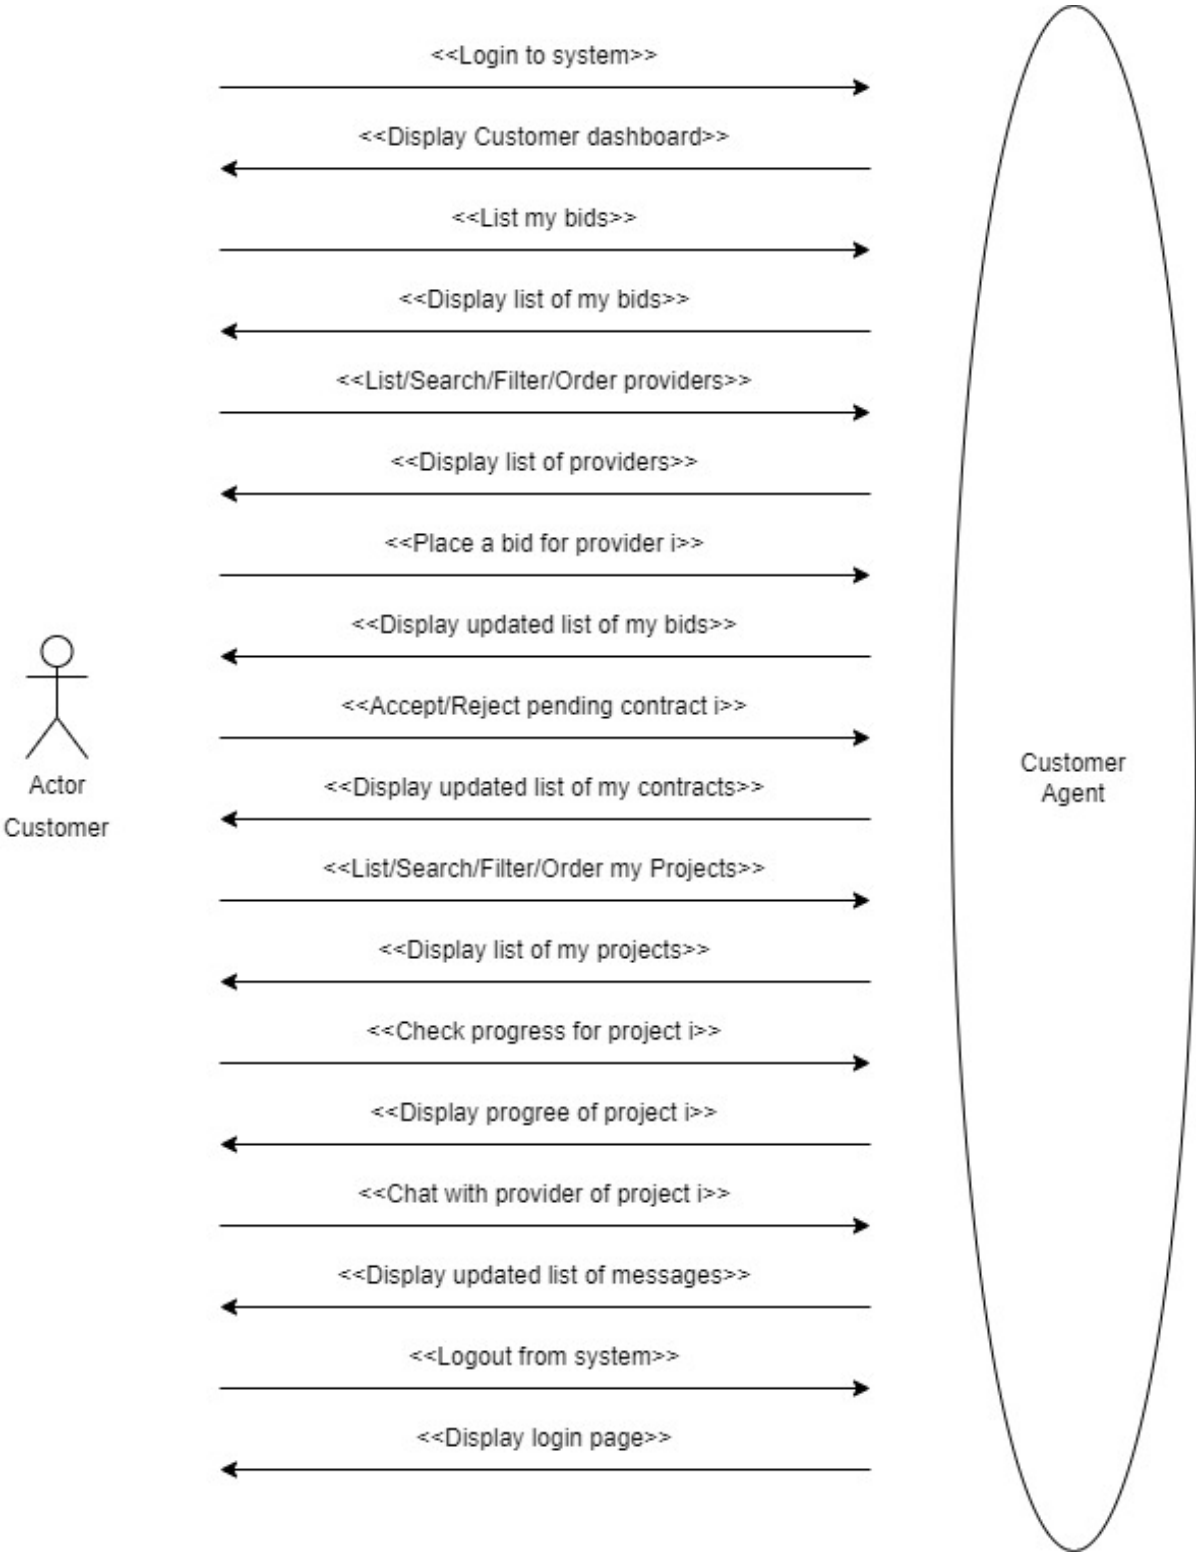 <<Login to system>>
<<Display Customer dashboard>>
<<List my bids>>
<<Display list of my bids>>
<<List/Search/Filter/Order providers>>
<<Display list of providers>>
<<Place a bid for provider i>>
<<Display updated list of my bids>>
<<Accept/Reject pending contract i>>
<<Display updated list of my contracts>>
<<List/Search/Filter/Order my Projects>>
<<Display list of my projects>>
<<Check progress for project i>>
<<Display progree of project i>>
<<Chat with provider of project i>>
<<Display updated list of messages>>
<<Logout from system>>
<<Display login page>>
Actor
Customer
Customer
Agent